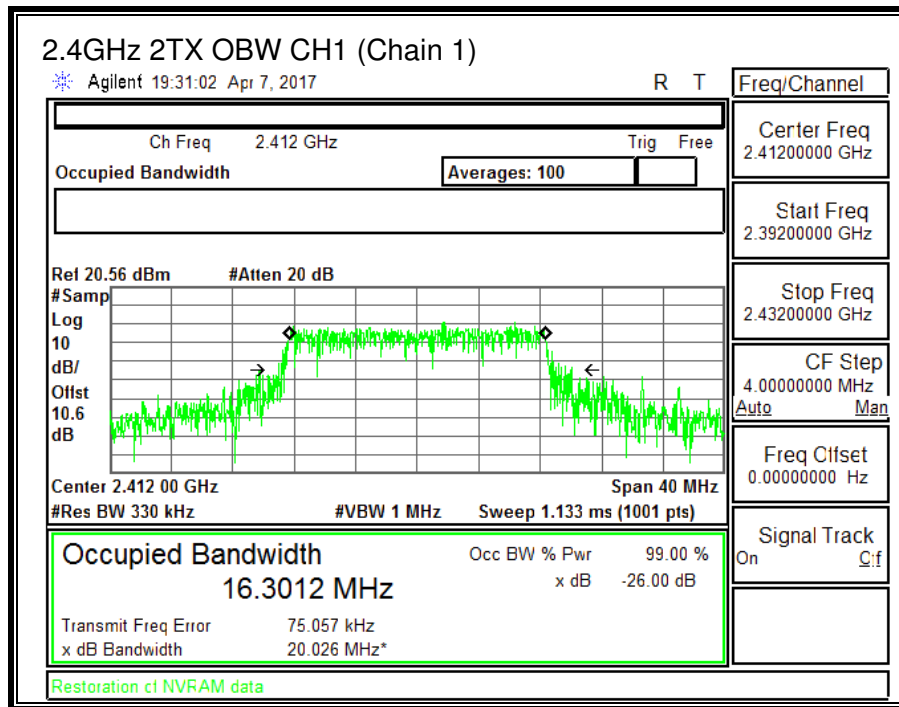 2.4GHz 2TX OBW CH1 (Chain 1)
Agilent 19:31:02 Apr 7, 2017 R T
Freq/Channel
Ch Freq 2.412 GHz Trig Free
Occupied Bandwidth Averages: 100
Center Freq
2.41200000 GHz
Start Freq
2.39200000 GHz
Stop Freq
2.43200000 GHz
CF Step
4.00000000 MHz
Auto Man
Freq Offset
0.00000000 Hz
Signal Track
On Off
Ref 20.56 dBm #Atten 20 dB
#Samp
Log
10
dB/
Offst
10.6
dB
Center 2.412 00 GHz Span 40 MHz
#Res BW 330 kHz #VBW 1 MHz Sweep 1.133 ms (1001 pts)
Occupied Bandwidth Occ BW % Pwr 99.00 %
16.3012 MHz x dB -26.00 dB
Transmit Freq Error 75.057 kHz
x dB Bandwidth 20.026 MHz*
Restoration of NVRAM data